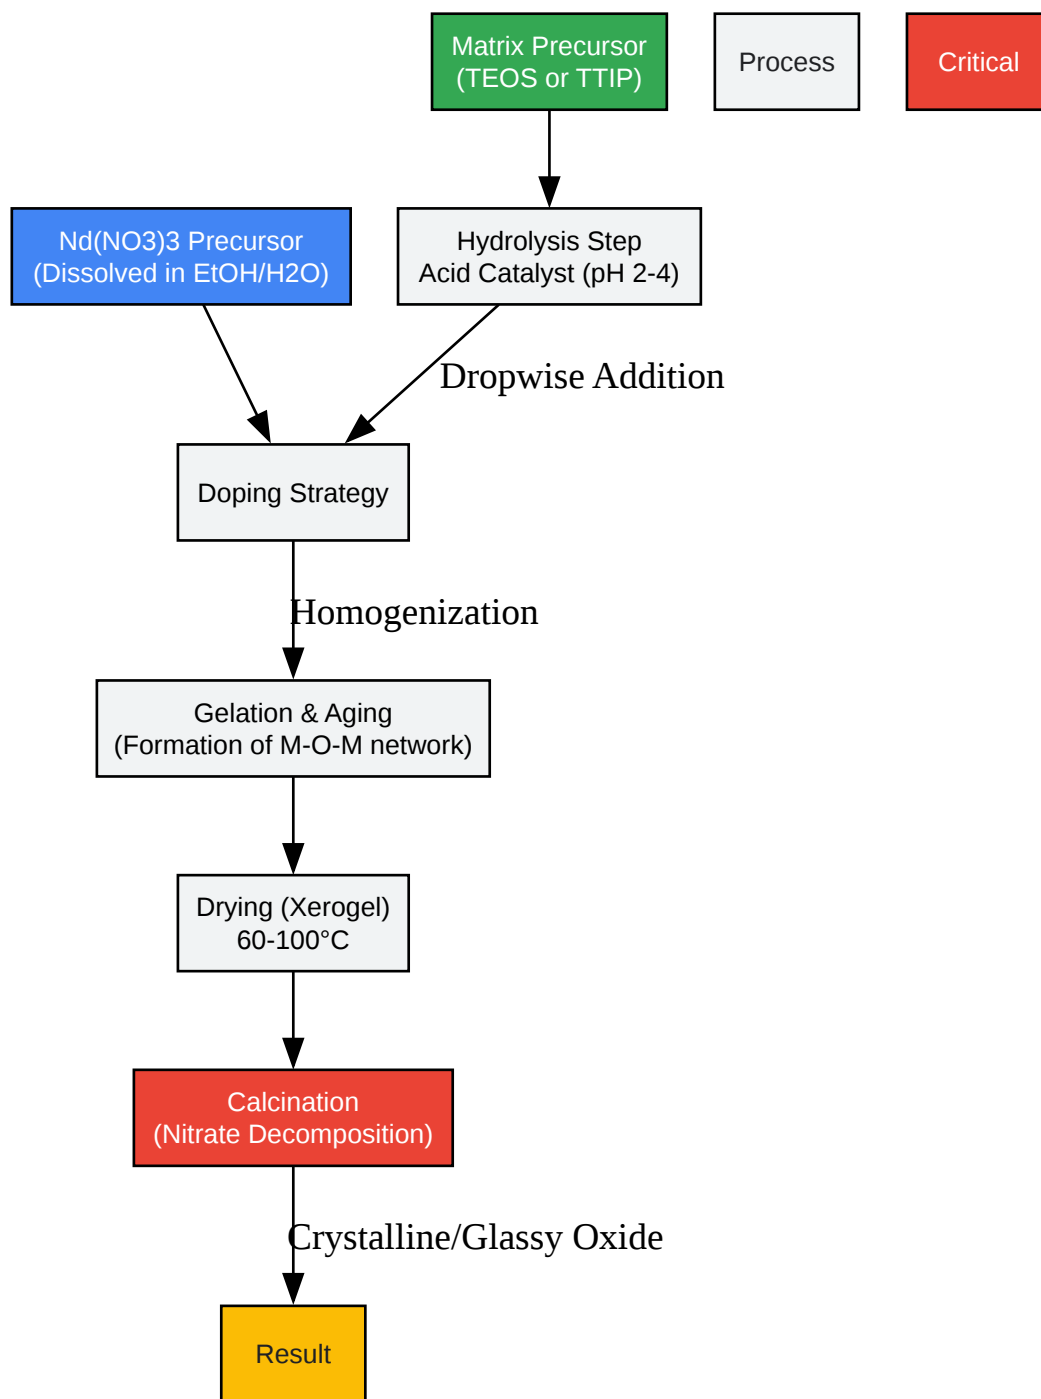 Matrix Precursor
(TEOS or TTIP)
Process
Critical
Nd(NO3)3 Precursor
(Dissolved in EtOH/H2O)
Hydrolysis Step
Acid Catalyst (pH 2-4)
Dropwise Addition
Doping Strategy
Homogenization
Gelation & Aging
(Formation of M-O-M network)
Drying (Xerogel)
60-100°C
Calcination
(Nitrate Decomposition)
Crystalline/Glassy Oxide
Result